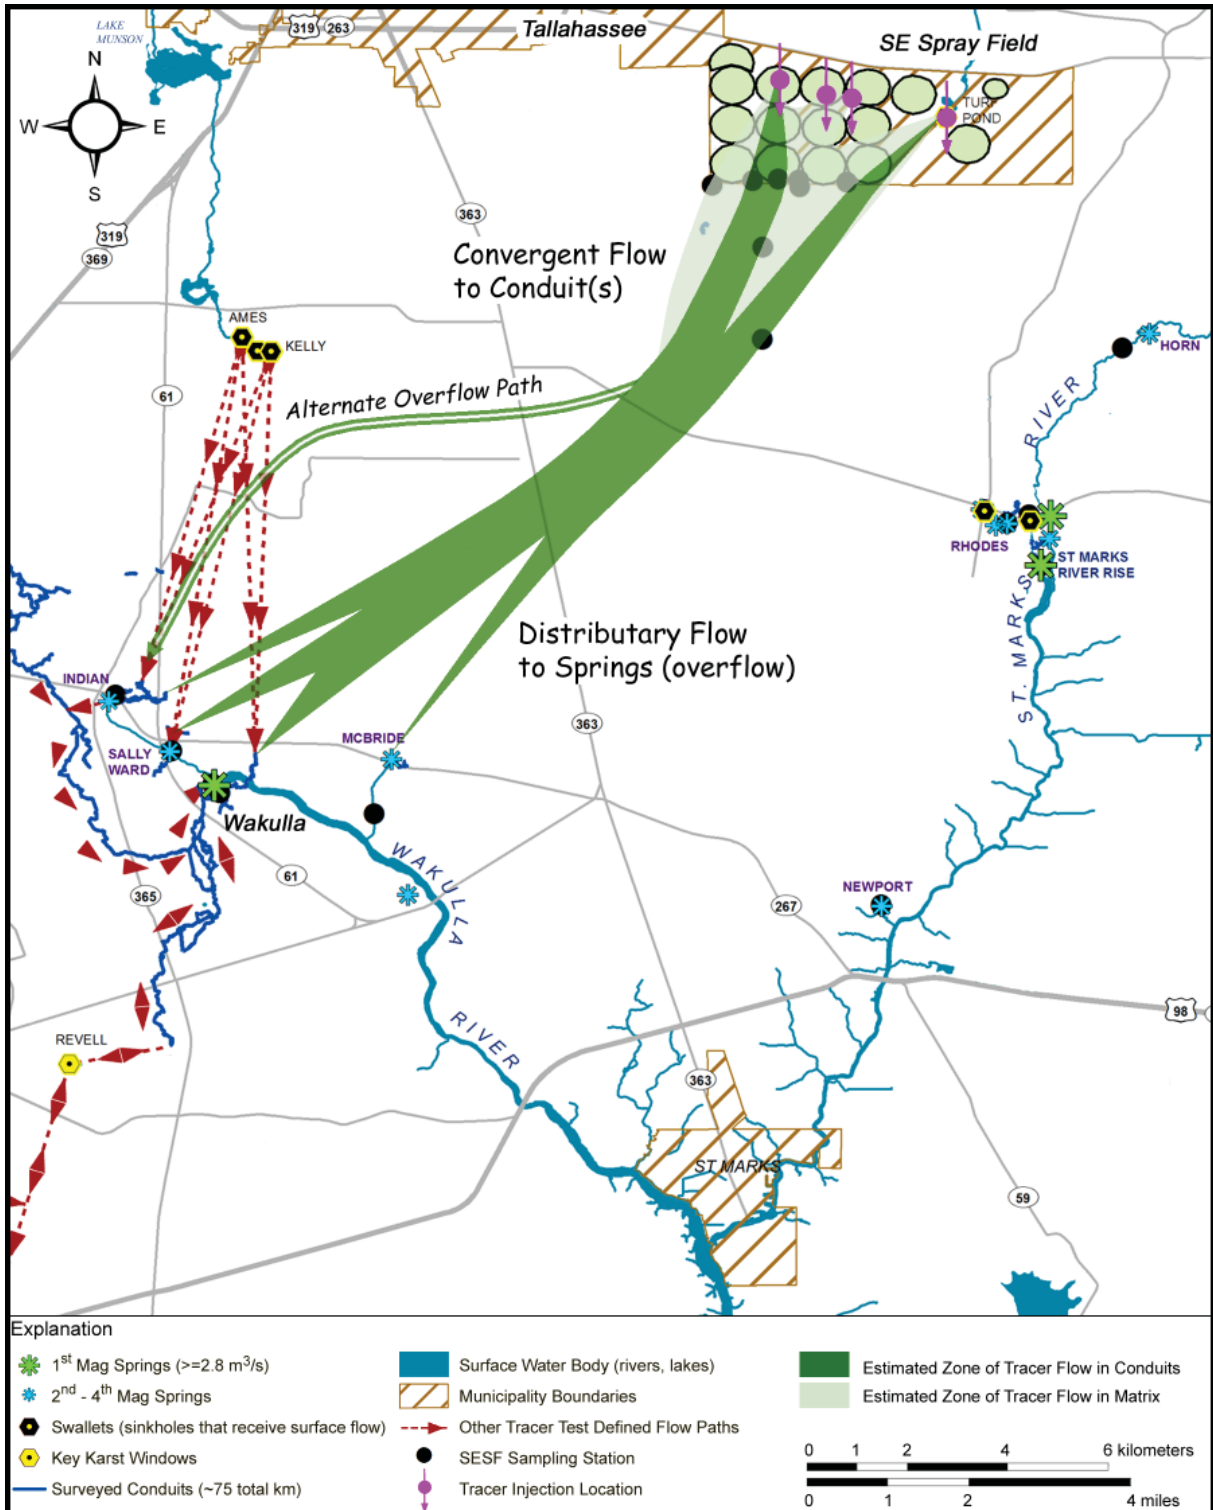 LAKE
MUNSON
319
263
Tallahassee
SE Spray Field
N
W
E
S
TURF
POND
363
319
369
Convergent Flow
to Conduit(s)
AMES
KELLY
HORN
RIVER
61
Alternate Overflow Path
RHODES
ST MARKS
RIVER RISE
ST. MARKS
Distributary Flow
to Springs (overflow)
INDIAN
363
SALLY
WARD
MCBRIDE
Wakulla
WAKULLA
61
365
NEWPORT
267
98
RIVER
REVELL
363
ST MARKS
59
Explanation
1st Mag Springs (>=2.8 m3/s)
2nd - 4th Mag Springs
Swallets (sinkholes that receive surface flow)
Key Karst Windows
Surveyed Conduits (~75 total km)
Surface Water Body (rivers, lakes)
Municipality Boundaries
Other Tracer Test Defined Flow Paths
SESF Sampling Station
Tracer Injection Location
Estimated Zone of Tracer Flow in Conduits
Estimated Zone of Tracer Flow in Matrix
0 1 2 4 6 kilometers
0 1 2 4 miles